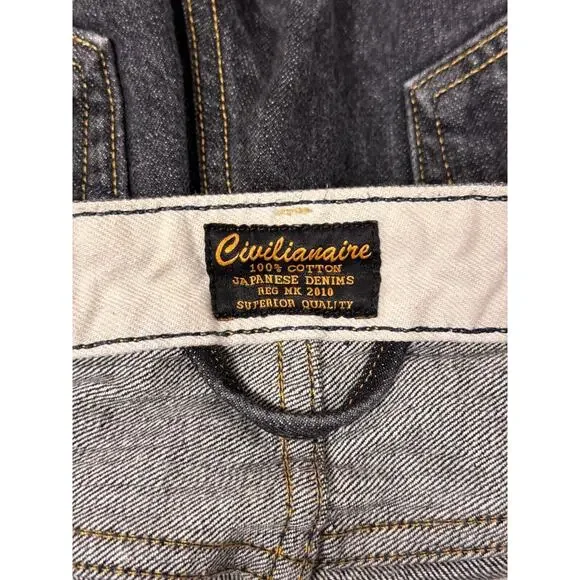 Civilianaire
100% COTTON
JAPANESE DENIMS
REG MK 2010
SUPERIOR QUALITY